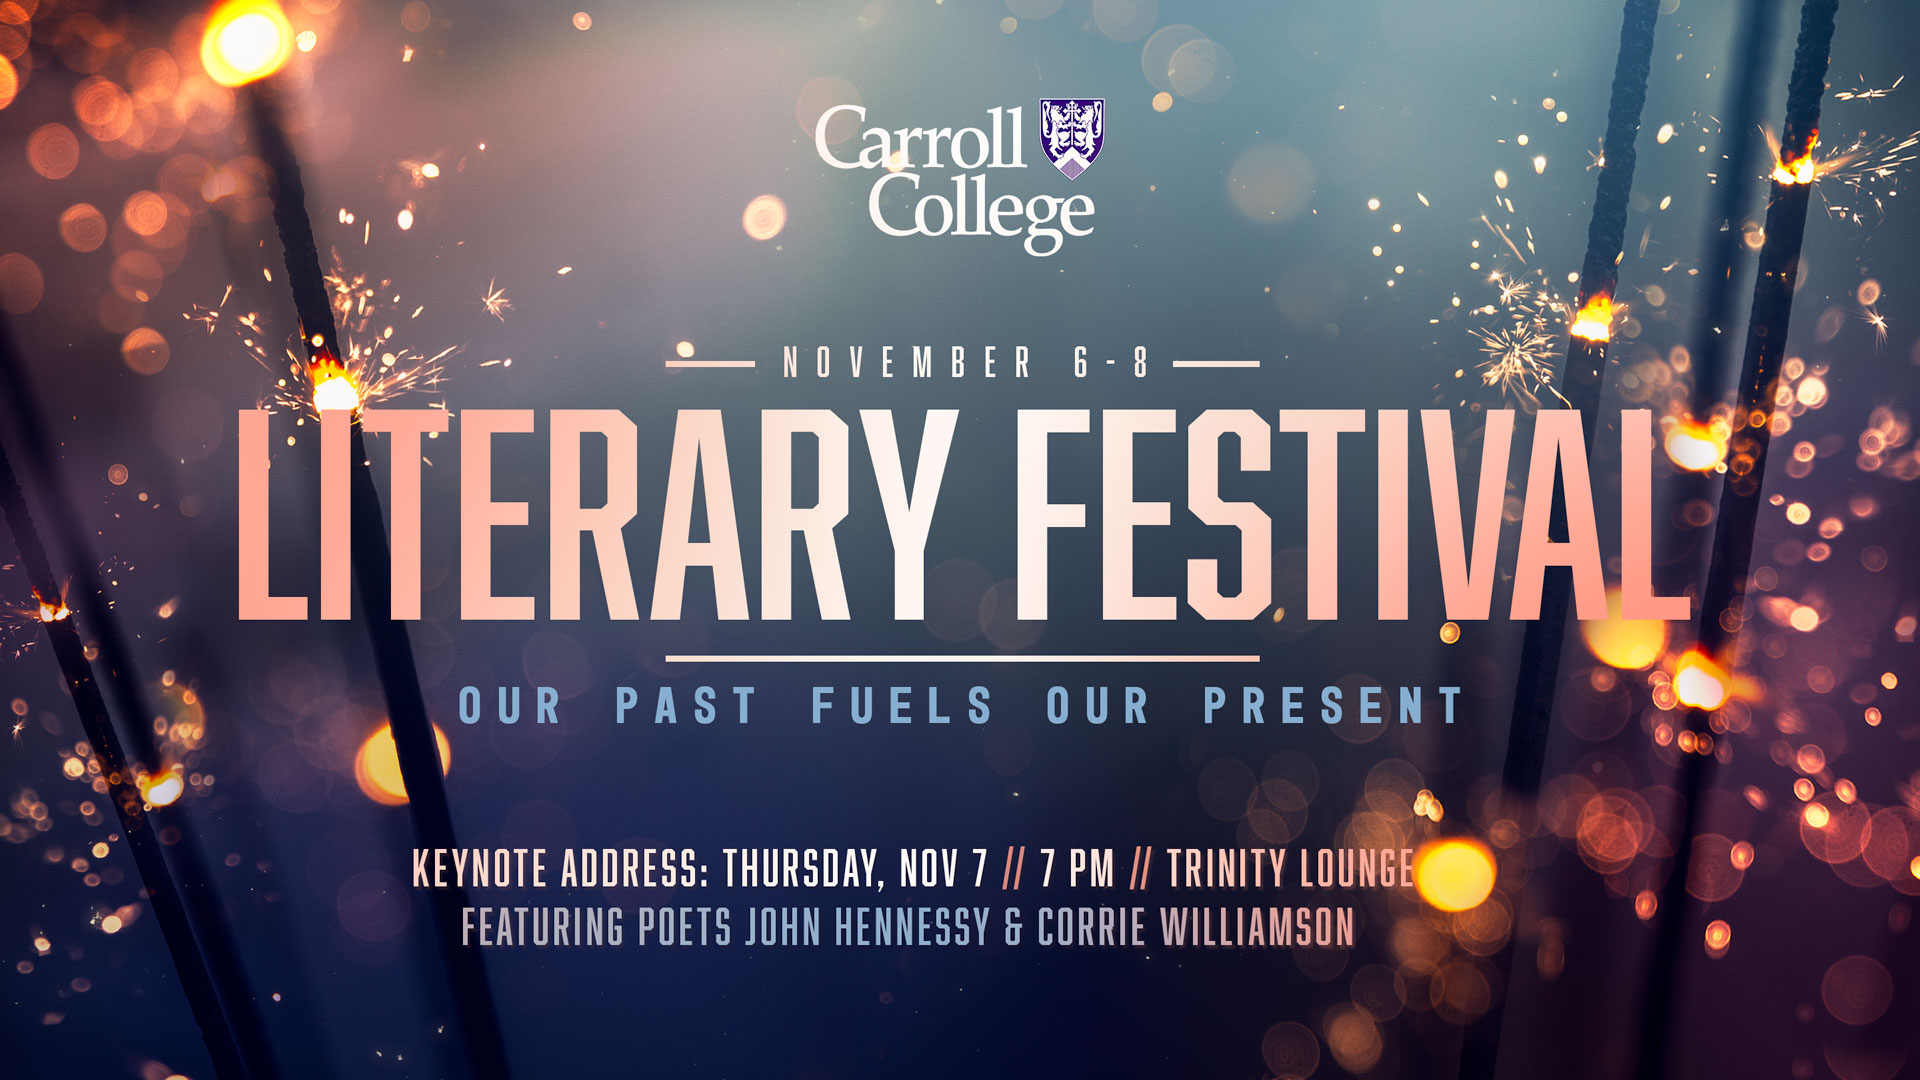 Carroll
College
NOVEMBER 6-8
LITERARY FESTIVAL
OUR PAST FUELS OUR PRESENT
KEYNOTE ADDRESS: THURSDAY, NOV 7 // 7 PM // TRINITY LOUNGE
FEATURING POETS JOHN HENNESSY & CORRIE WILLIAMSON